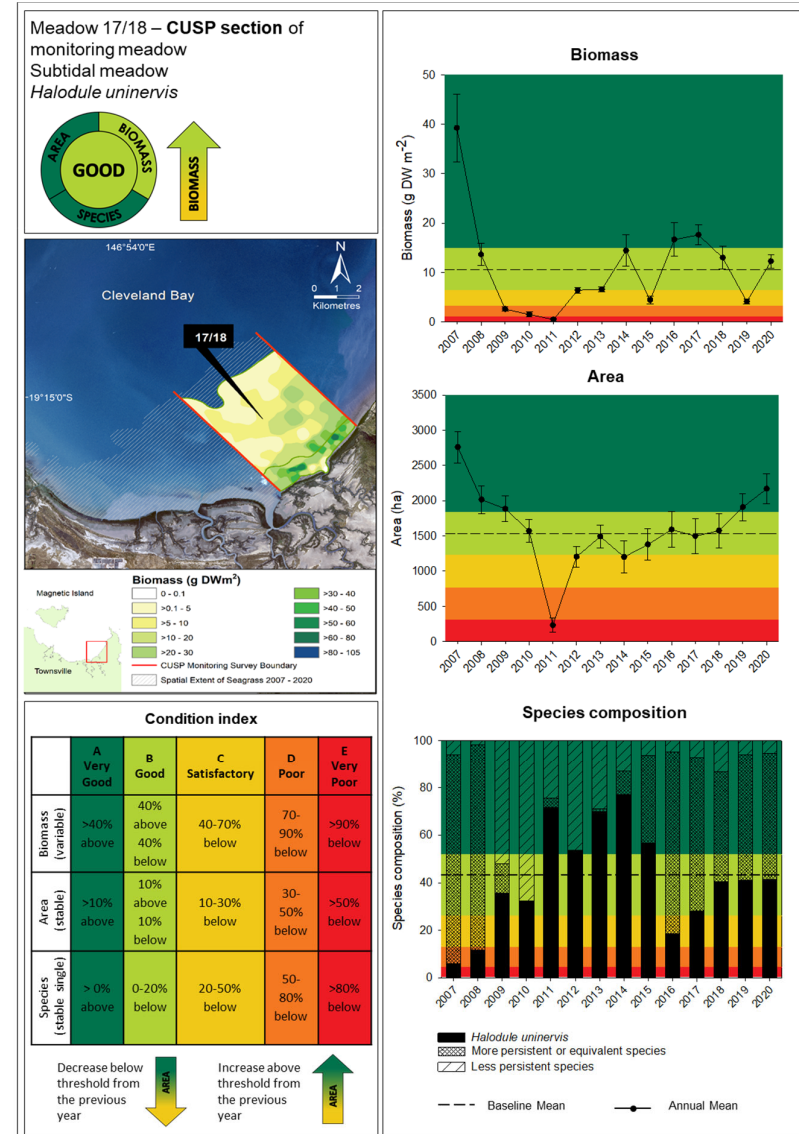 Meadow 17/18 – CUSP section of
monitoring meadow
Subtidal meadow
Halodule uninervis
AREA
BIOMASS
GOOD
SPECIES
BIOMASS
146°54'0"E
N
0 1 2
Kilometres
Cleveland Bay
17/18
19°15'0"S
Biomass (g DWm²)
Magnetic Island
Townsville
0 - 0.1
>0.1 - 5
>5 - 10
>10 - 20
>20 - 30
>30 - 40
>40 - 50
>50 - 60
>60 - 80
>80 - 105
CUSP Monitoring Survey Boundary
Spatial Extent of Seagrass 2007 - 2020
Condition index
A
Very
Good
B
Good
C
Satisfactory
D
Poor
E
Very
Poor
Biomass
(variable)
>40%
above
40%
above
40%
below
40-70%
below
70-
90%
below
>90%
below
Area
(stable)
>10%
above
10%
above
10%
below
10-30%
below
30-
50%
below
>50%
below
Species
(stable single)
> 0%
above
0-20%
below
20-50%
below
50-
80%
below
>80%
below
Decrease below
threshold from
the previous
year
AREA
Increase above
threshold from
the previous
year
AREA
Biomass
Biomass (g DW m-2)
50
40
30
20
10
0
2007 2008 2009 2010 2011 2012 2013 2014 2015 2016 2017 2018 2019 2020
Area
Area (ha)
3500
3000
2500
2000
1500
1000
500
0
2007 2008 2009 2010 2011 2012 2013 2014 2015 2016 2017 2018 2019 2020
Species composition
Species composition (%)
100
80
60
40
20
0
2007 2008 2009 2010 2011 2012 2013 2014 2015 2016 2017 2018 2019 2020
Halodule uninervis
More persistent or equivalent species
Less persistent species
Baseline Mean
Annual Mean